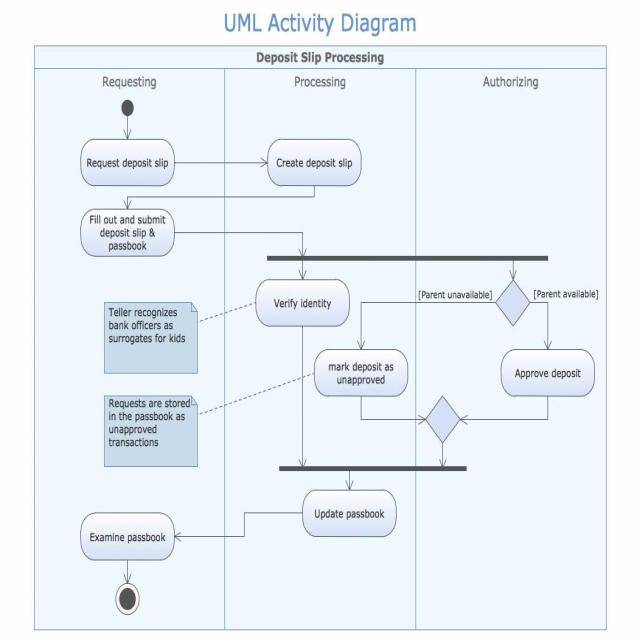 UML Activity Diagram
Deposit Slip Processing
Requesting
Processing
Authorizing
Request deposit slip
Create deposit slip
Fill out and submit
deposit slip &
passbook
[Parent unavailable]
[Parent available]
Verify identity
Teller recognizes
bank officers as
surrogates for kids
mark deposit as
unapproved
Approve deposit
Requests are stored
in the passbook as
unapproved
transactions
Update passbook
Examine passbook